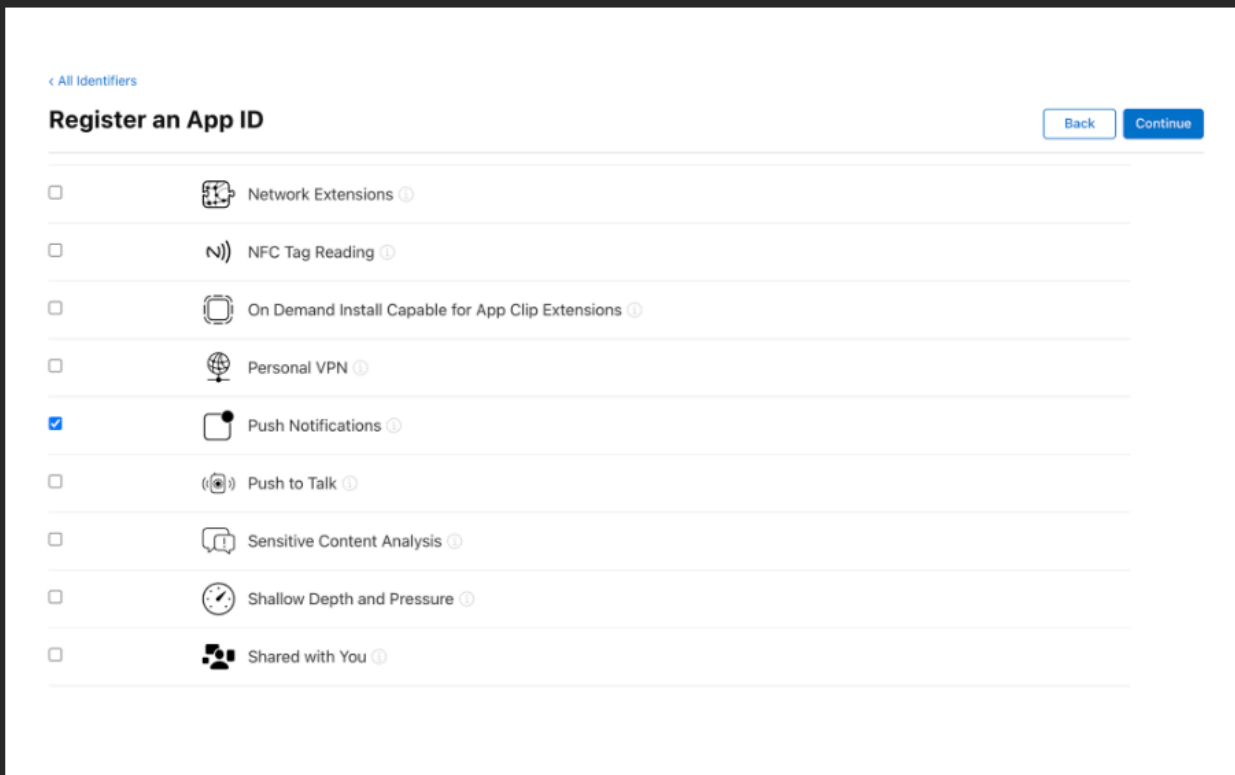 < All Identifiers
Register an App ID
Back
Continue
Network Extensions
NFC Tag Reading
On Demand Install Capable for App Clip Extensions
Personal VPN
Push Notifications
Push to Talk
Sensitive Content Analysis
Shallow Depth and Pressure
Shared with You